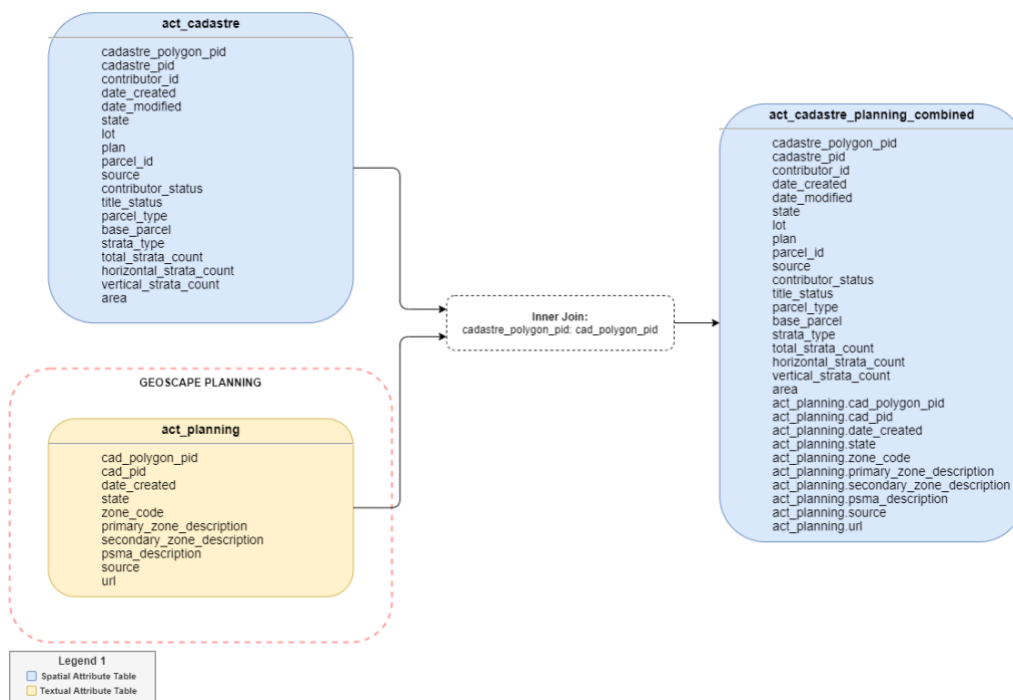 act_cadastre
cadastre_polygon_pid
cadastre_pid
contributor_id
date_created
date_modified
state
lot
plan
parcel_id
source
contributor_status
title_status
parcel_type
base_parcel
strata_type
total_strata_count
horizontal_strata_count
vertical_strata_count
area
GEOSCAPE PLANNING
act_planning
cad_polygon_pid
cad_pid
date_created
state
zone_code
primary_zone_description
secondary_zone_description
psma_description
source
url
Inner Join:
cadastre_polygon_pid: cad_polygon_pid
act_cadastre_planning_combined
cadastre_polygon_pid
cadastre_pid
contributor_id
date_created
date_modified
state
lot
plan
parcel_id
source
contributor_status
title_status
parcel_type
base_parcel
strata_type
total_strata_count
horizontal_strata_count
vertical_strata_count
area
act_planning.cad_polygon_pid
act_planning.cad_pid
act_planning.date_created
act_planning.state
act_planning.zone_code
act_planning.primary_zone_description
act_planning.secondary_zone_description
act_planning.psma_description
act_planning.source
act_planning.url
Legend 1
Spatial Attribute Table
Textual Attribute Table